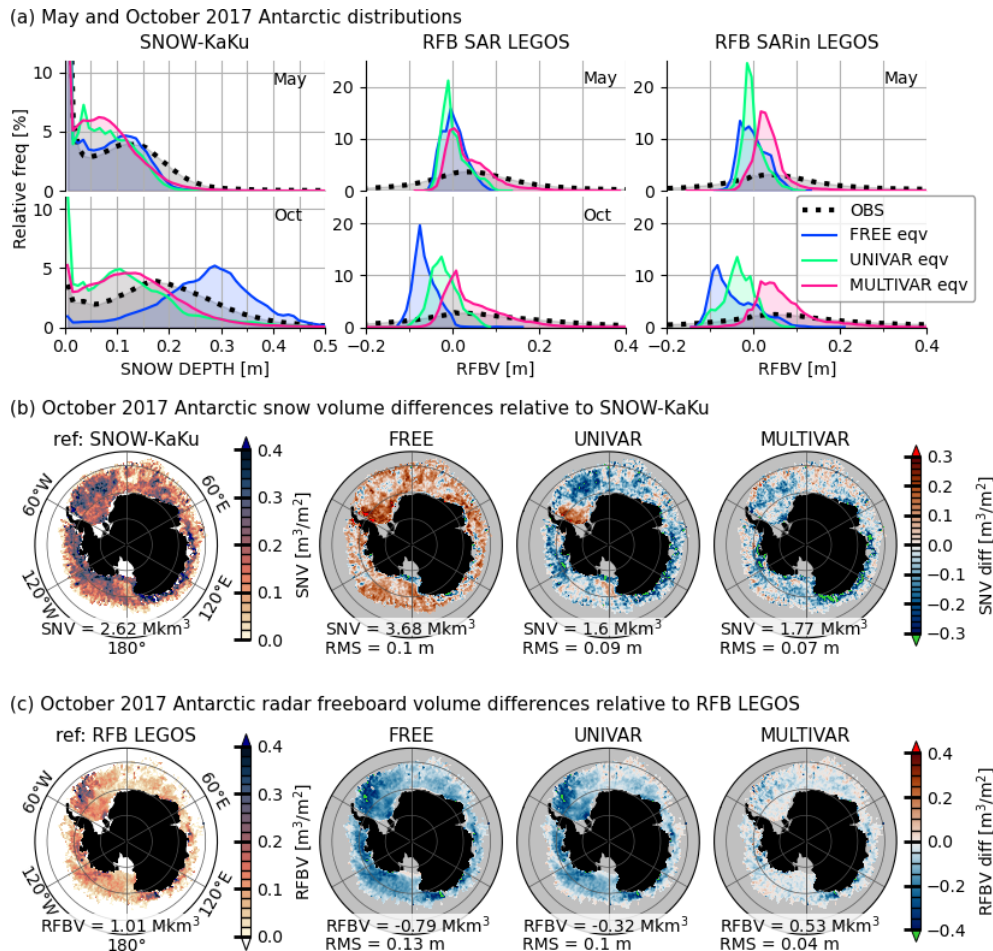 (a) May and October 2017 Antarctic distributions
SNOW-KaKu RFB SAR LEGOS RFB SARin LEGOS
Relative freq [%]
10 5 0 May
20 10 0 May
20 10 0 May
10 5 0 Oct
20 10 0 Oct
20 10 0
OBS
FREE eqv
UNIVAR eqv
MULTIVAR eqv
0.0 0.1 0.2 0.3 0.4 0.5
−0.2 0.0 0.2 0.4
−0.2 0.0 0.2 0.4
SNOW DEPTH [m] RFBV [m] RFBV [m]
(b) October 2017 Antarctic snow volume differences relative to SNOW-KaKu
ref: SNOW-KaKu FREE UNIVAR MULTIVAR
60°W 60°E
120°W 120°E
180°
0.4
0.3
0.2
0.1
0.0
SNV [m³/m²]
0.3
0.2
0.1
0.0
−0.1
−0.2
−0.3
SNV diff [m³/m²]
SNV = 2.62 Mkm³ SNV = 3.68 Mkm³ SNV = 1.6 Mkm³ SNV = 1.77 Mkm³
RMS = 0.1 m RMS = 0.09 m RMS = 0.07 m
(c) October 2017 Antarctic radar freeboard volume differences relative to RFB LEGOS
ref: RFB LEGOS FREE UNIVAR MULTIVAR
60°W 60°E
120°W 120°E
180°
0.4
0.3
0.2
0.1
0.0
RFBV [m³/m²]
0.4
0.2
0.0
−0.2
−0.4
RFBV diff [m³/m²]
RFBV = 1.01 Mkm³ RFBV = -0.79 Mkm³ RFBV = -0.32 Mkm³ RFBV = 0.53 Mkm³
RMS = 0.13 m RMS = 0.1 m RMS = 0.04 m